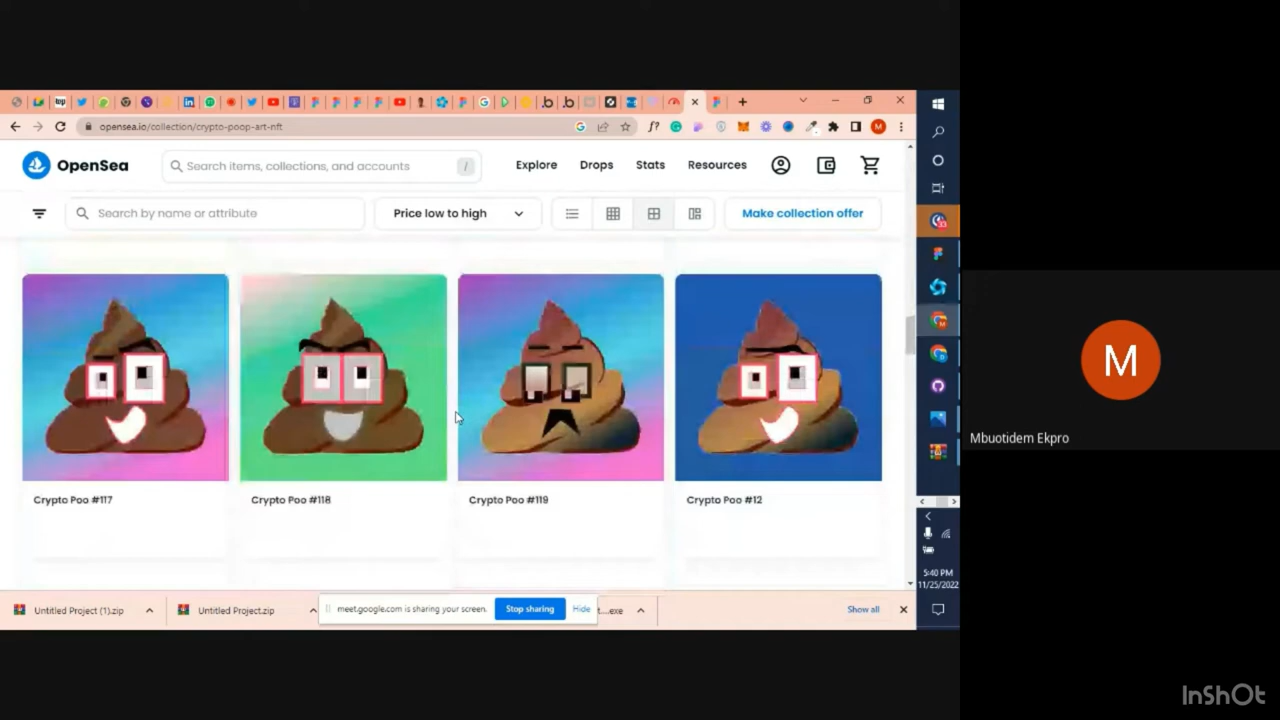 top
opensea.io/collection/crypto-poop-art-nft
f?
M
OpenSea
Search items, collections, and accounts
/
Explore
Drops
Stats
Resources
Search by name or attribute
Price low to high
Make collection offer
Crypto Poo #117
Crypto Poo #118
Crypto Poo #119
Crypto Poo #12
M
Mbuotidem Ekpro
5:40 PM
11/25/2022
Untitled Project (1).zip
Untitled Project.zip
meet.google.com is sharing your screen.
Stop sharing
Hide
t....exe
Show all
InShOt